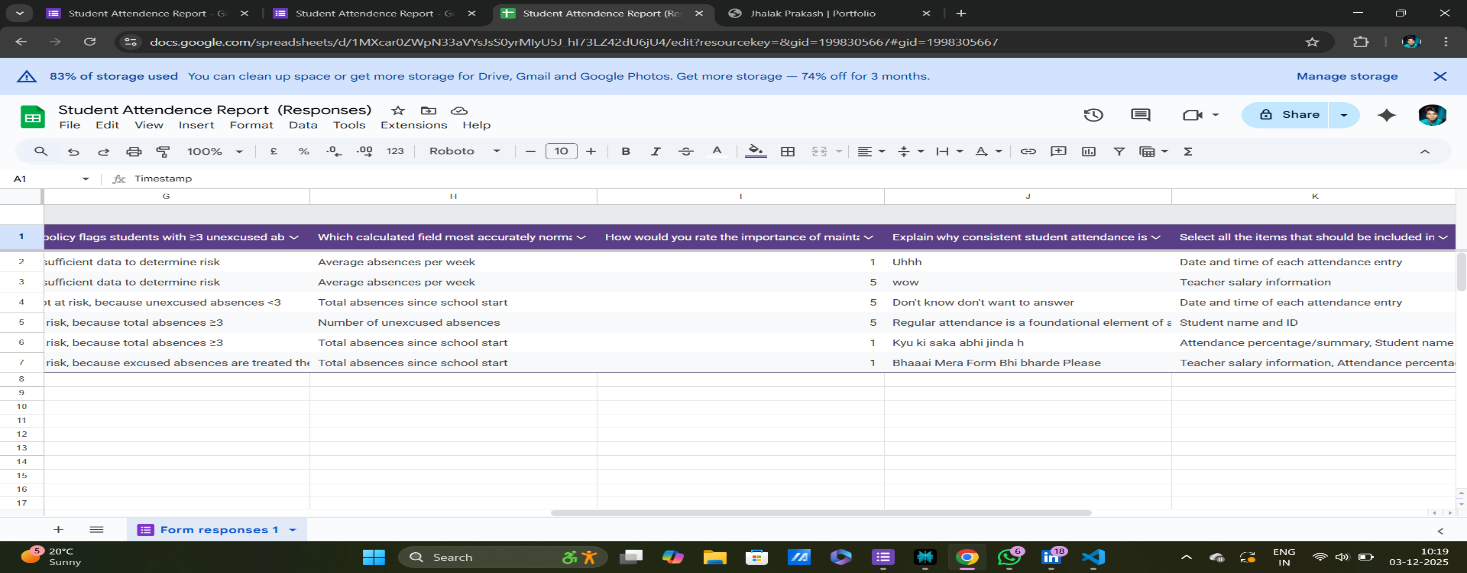 Student Attendence Report - Go
Student Attendence Report - G
Student Attendence Report (Re
Jhalak Prakash | Portfolio
docs.google.com/spreadsheets/d/1MXcar0ZWpN33aVYsJsS0yrMIyU5J_hI73LZ42dU6jU4/edit?resourcekey=&gid=1998305667#gid=1998305667
83% of storage used You can clean up space or get more storage for Drive, Gmail and Google Photos. Get more storage — 74% off for 3 months. Manage storage
Student Attendence Report (Responses)
File Edit View Insert Format Data Tools Extensions Help
Share
100% £ % .0 .00 123 Roboto 10 B I S A Σ
A1 fx Timestamp
G H I J K
1 policy flags students with ≥3 unexcused ab Which calculated field most accurately norma How would you rate the importance of mainta Explain why consistent student attendance is Select all the items that should be included in
2 sufficient data to determine risk Average absences per week 1 Uhhh Date and time of each attendance entry
3 sufficient data to determine risk Average absences per week 5 wow Teacher salary information
4 ot at risk, because unexcused absences <3 Total absences since school start 5 Don't know don't want to answer Date and time of each attendance entry
5 risk, because total absences ≥3 Number of unexcused absences 5 Regular attendance is a foundational element of a Student name and ID
6 risk, because total absences ≥3 Total absences since school start 1 Kyu ki saka abhi jinda h Attendance percentage/summary, Student name
7 risk, because excused absences are treated the Total absences since school start 1 Bhaaai Mera Form Bhi bharde Please Teacher salary information, Attendance percenta
8
9
10
11
12
13
14
15
16
17
Form responses 1
5 20°C
Sunny
Search
6
18
ENG
IN
10:19
03-12-2025